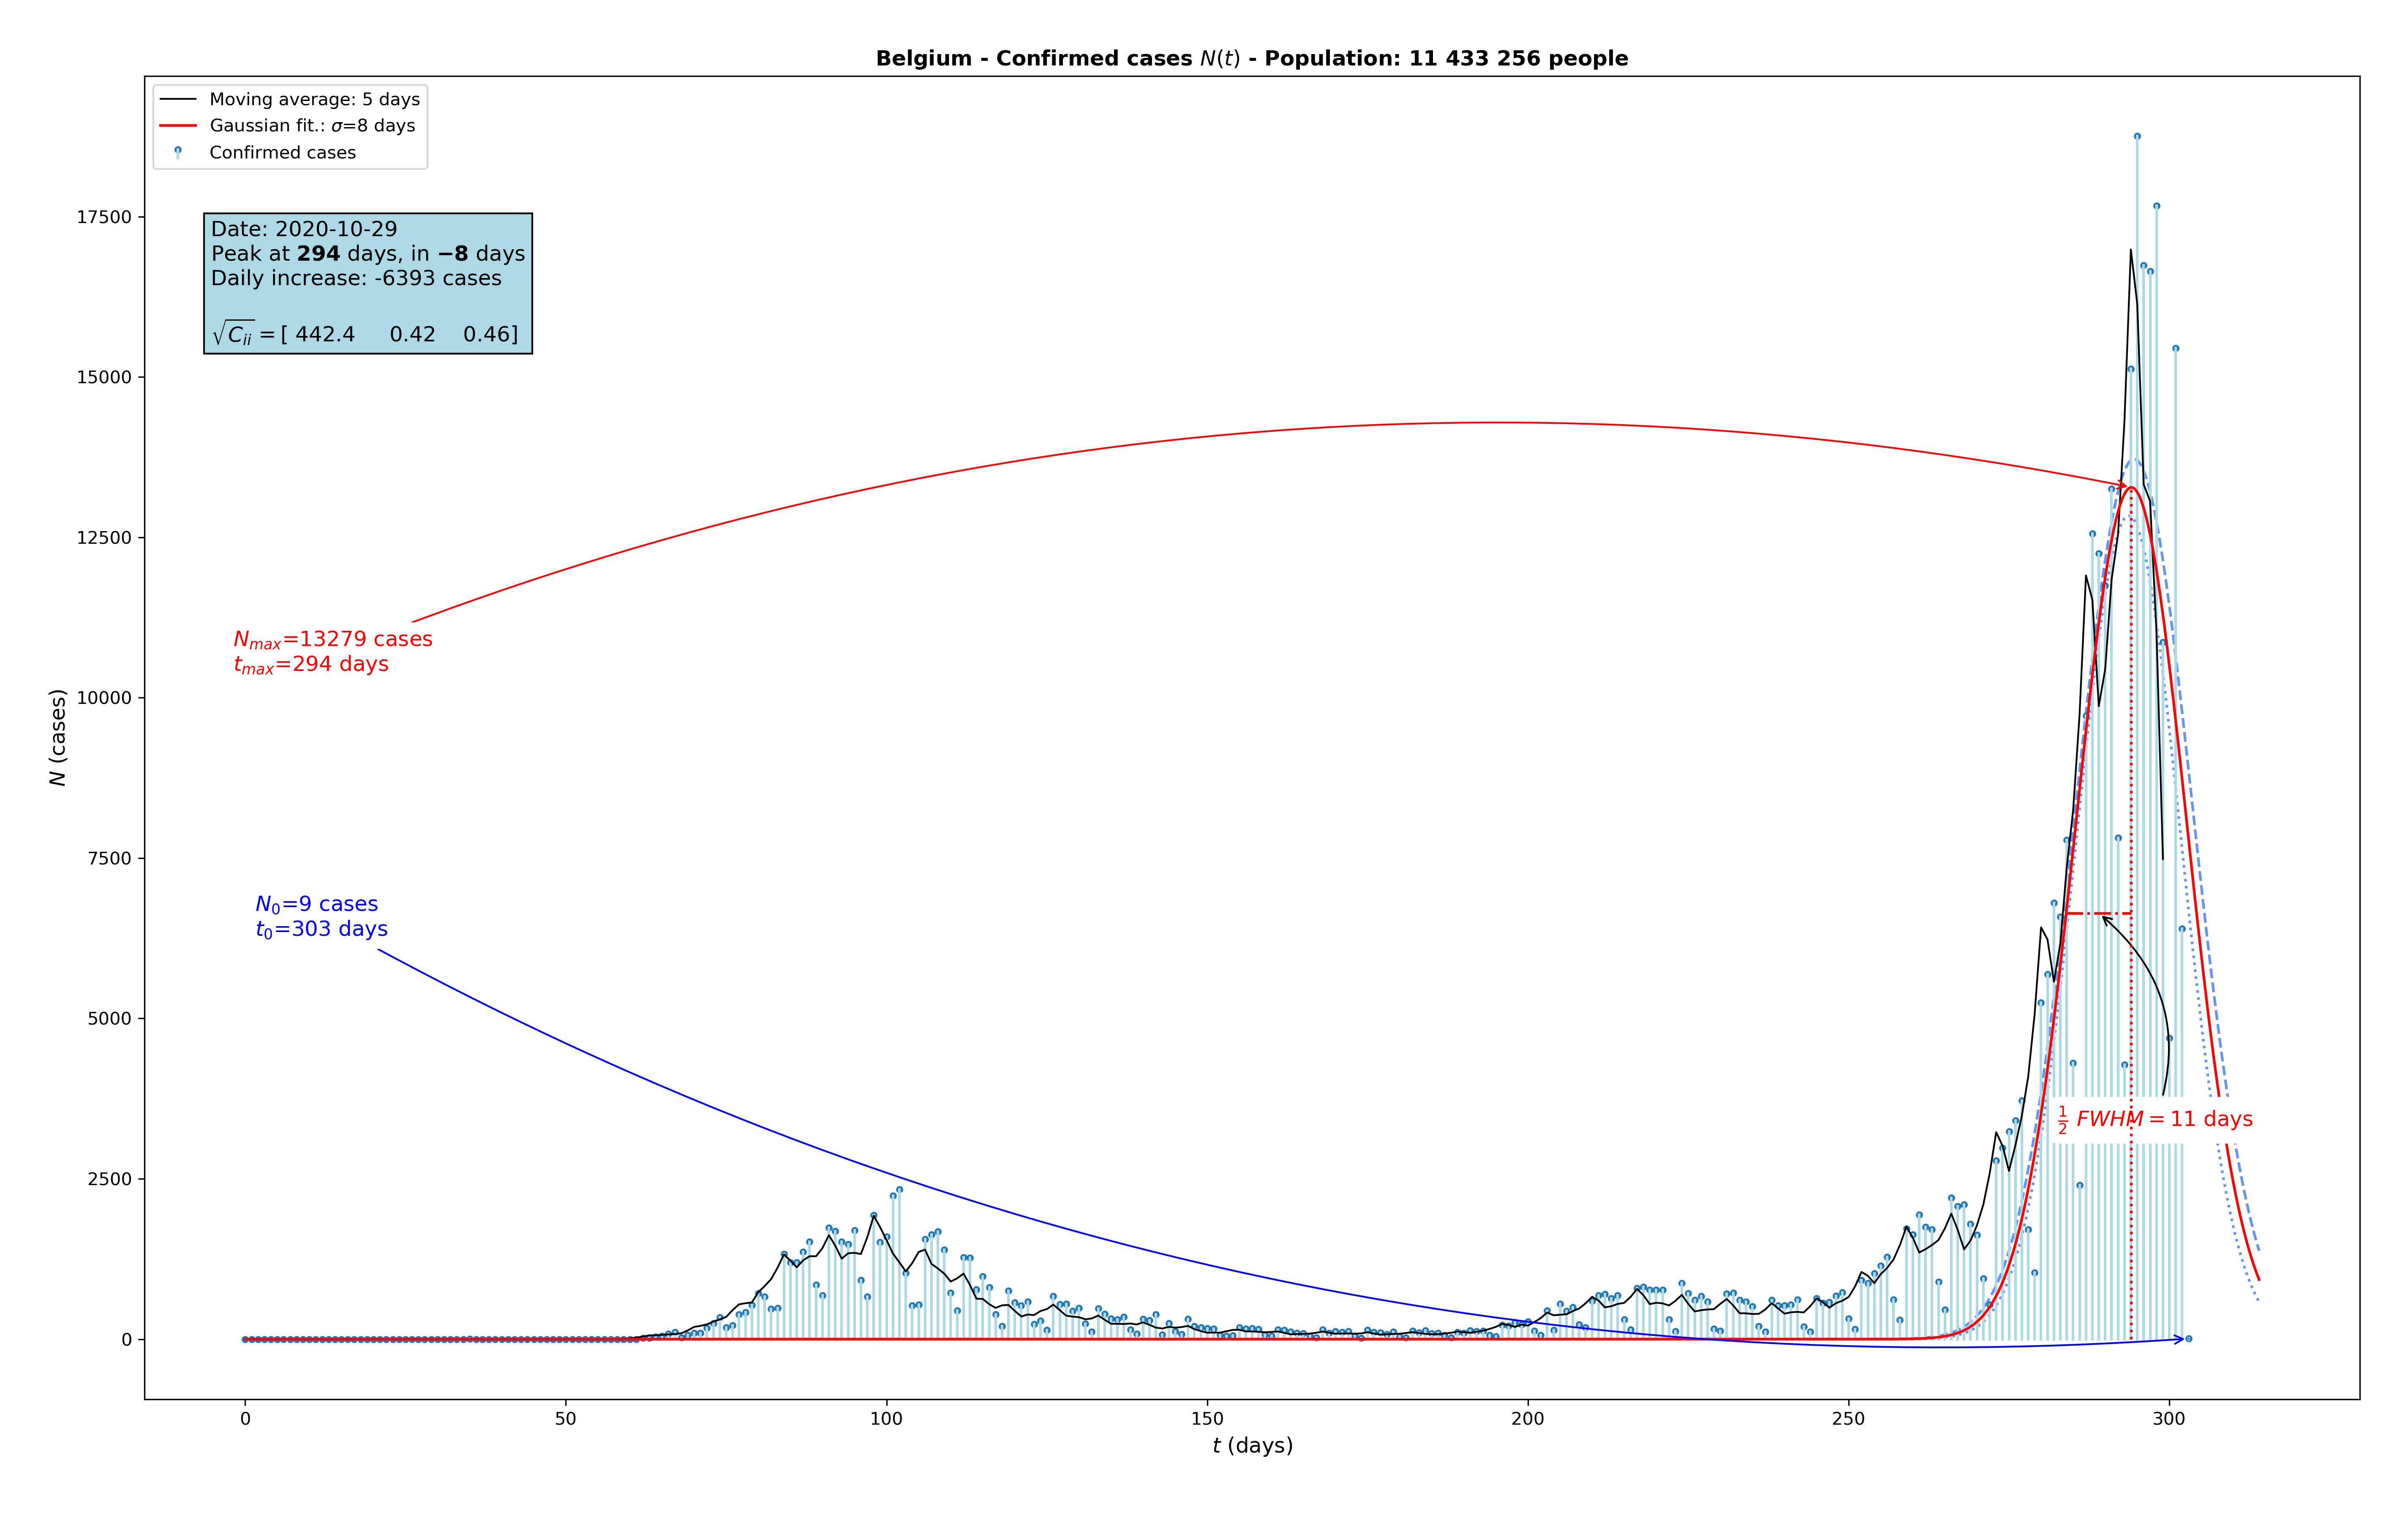 Belgium - Confirmed cases N(t) - Population: 11 433 256 people
Moving average: 5 days
Gaussian fit.: σ=8 days
Confirmed cases
Date: 2020-10-29
Peak at 294 days, in −8 days
Daily increase: -6393 cases
√C_ii = [ 442.4 0.42 0.46]
N_max=13279 cases
t_max=294 days
N_0=9 cases
t_0=303 days
1/2 FWHM = 11 days
N (cases)
17500
15000
12500
10000
7500
5000
2500
0
0 50 100 150 200 250 300
t (days)